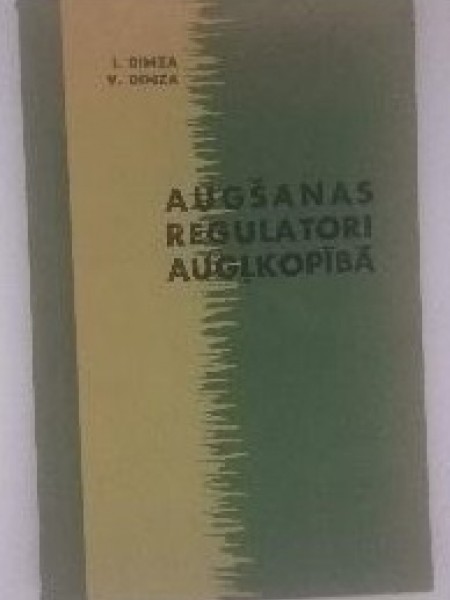 I. DIMZA
V. DIMZA
AUGŠANAS
REGULATORI
AUGĻKOPĪBĀ